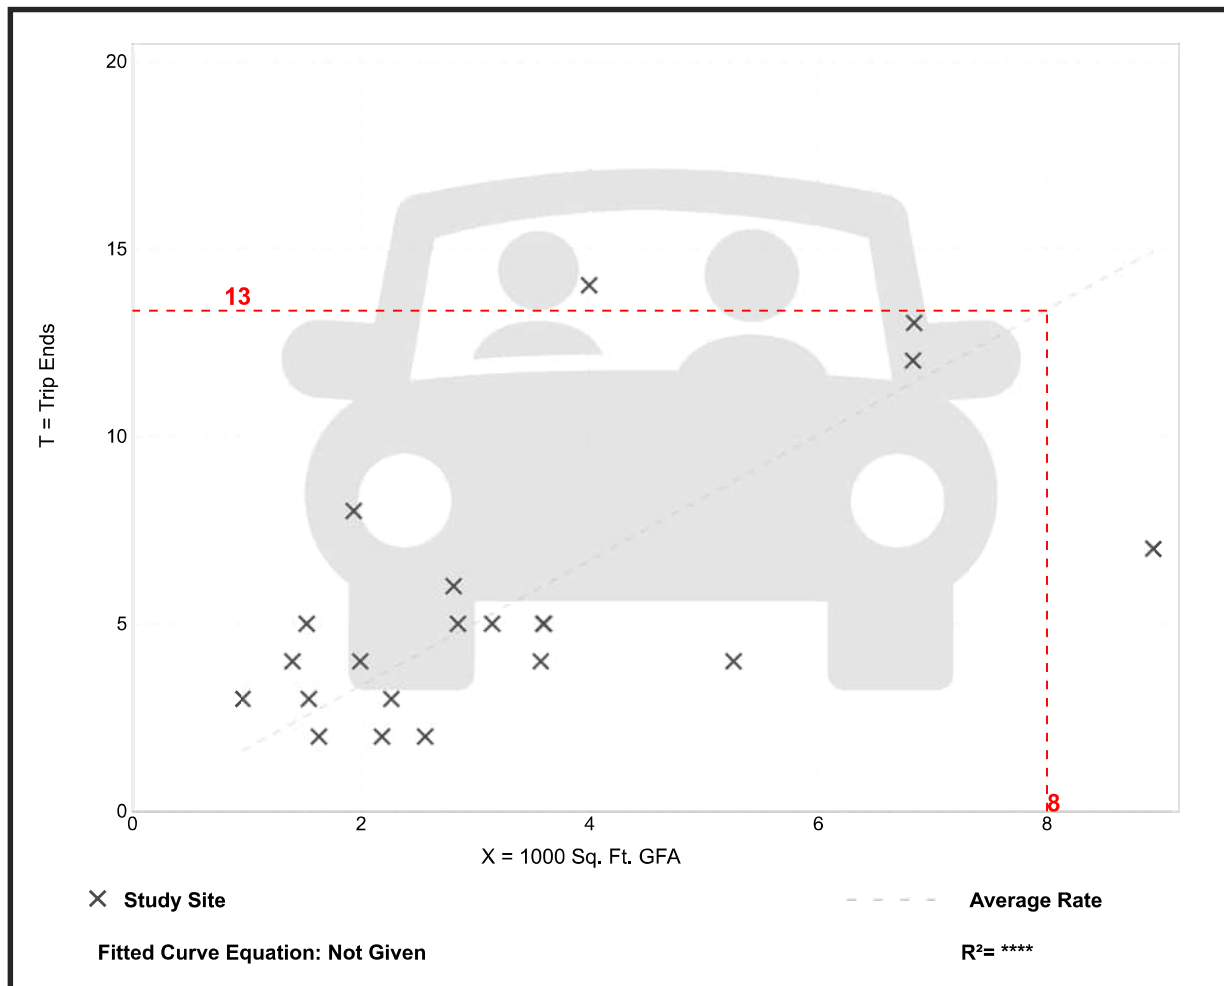 20
15
13
10
5
0
T = Trip Ends
0 2 4 6 8
8
X = 1000 Sq. Ft. GFA
Study Site
Average Rate
Fitted Curve Equation: Not Given
R²= ****